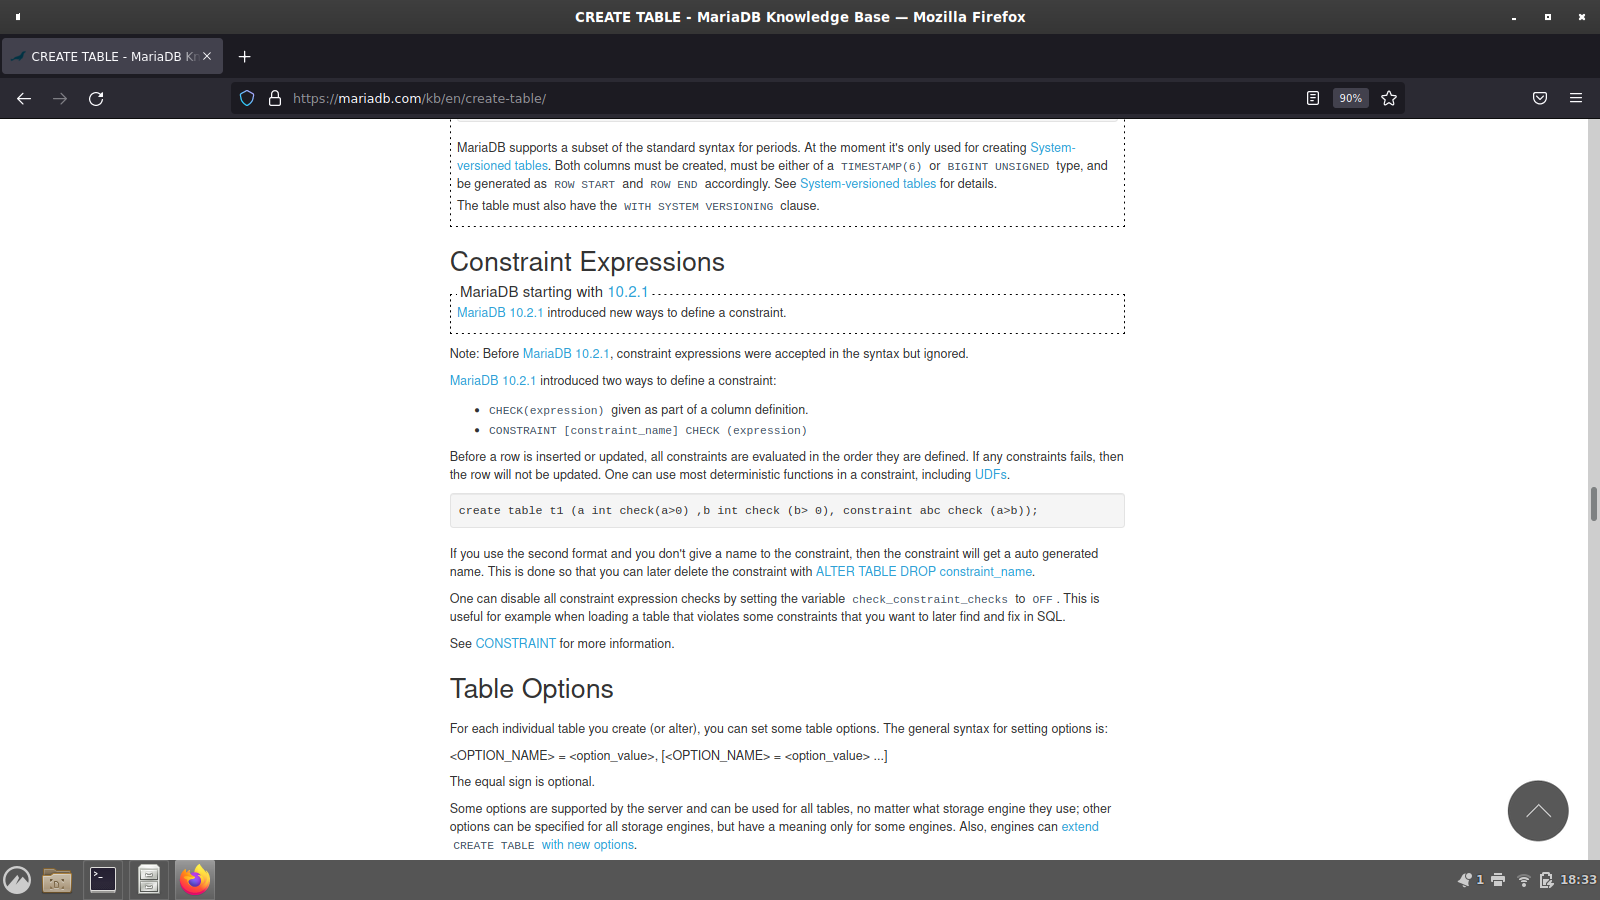 CREATE TABLE - MariaDB Knowledge Base — Mozilla Firefox
CREATE TABLE - MariaDB Kn
https://mariadb.com/kb/en/create-table/
90%
MariaDB supports a subset of the standard syntax for periods. At the moment it's only used for creating System-
versioned tables. Both columns must be created, must be either of a TIMESTAMP(6) or BIGINT UNSIGNED type, and
be generated as ROW START and ROW END accordingly. See System-versioned tables for details.
The table must also have the WITH SYSTEM VERSIONING clause.
Constraint Expressions
MariaDB starting with 10.2.1
MariaDB 10.2.1 introduced new ways to define a constraint.
Note: Before MariaDB 10.2.1, constraint expressions were accepted in the syntax but ignored.
MariaDB 10.2.1 introduced two ways to define a constraint:
• CHECK(expression) given as part of a column definition.
• CONSTRAINT [constraint_name] CHECK (expression)
Before a row is inserted or updated, all constraints are evaluated in the order they are defined. If any constraints fails, then
the row will not be updated. One can use most deterministic functions in a constraint, including UDFs.
create table t1 (a int check(a>0) ,b int check (b> 0), constraint abc check (a>b));
If you use the second format and you don't give a name to the constraint, then the constraint will get a auto generated
name. This is done so that you can later delete the constraint with ALTER TABLE DROP constraint_name.
One can disable all constraint expression checks by setting the variable check_constraint_checks to OFF. This is
useful for example when loading a table that violates some constraints that you want to later find and fix in SQL.
See CONSTRAINT for more information.
Table Options
For each individual table you create (or alter), you can set some table options. The general syntax for setting options is:
<OPTION_NAME> = <option_value>, [<OPTION_NAME> = <option_value> ...]
The equal sign is optional.
Some options are supported by the server and can be used for all tables, no matter what storage engine they use; other
options can be specified for all storage engines, but have a meaning only for some engines. Also, engines can extend
CREATE TABLE with new options.
1
18:33